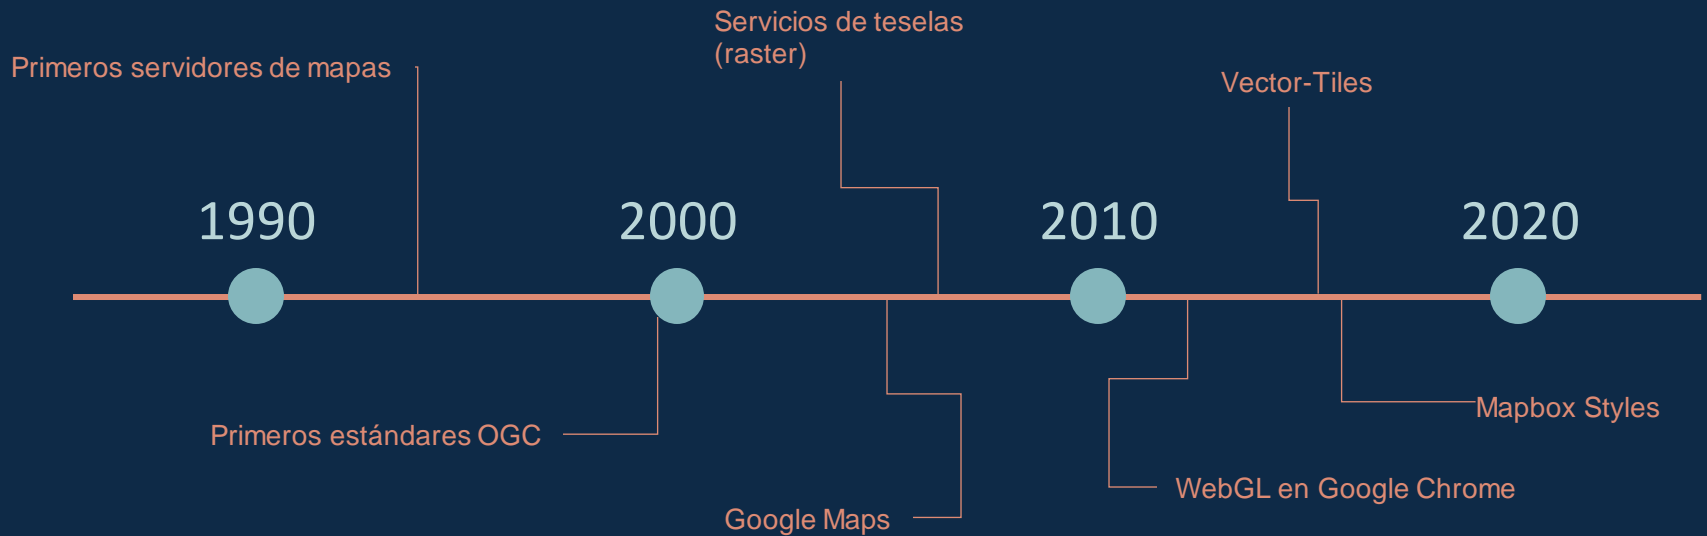 Servicios de teselas
(raster)
Primeros servidores de mapas
Vector-Tiles
1990
2000
2010
2020
Mapbox Styles
Primeros estándares OGC
WebGL en Google Chrome
Google Maps